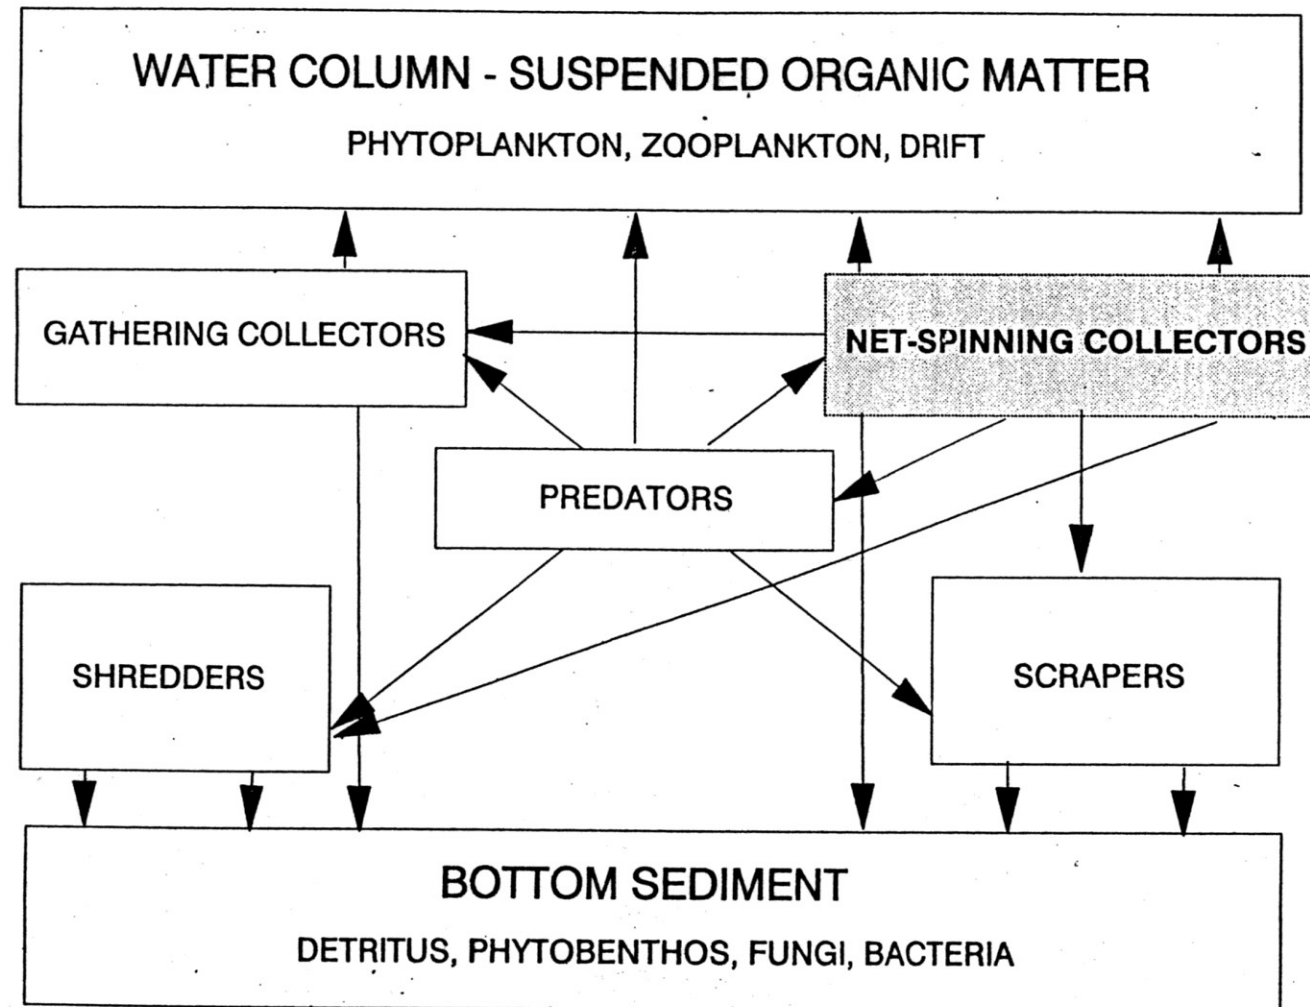 WATER COLUMN - SUSPENDED ORGANIC MATTER
PHYTOPLANKTON, ZOOPLANKTON, DRIFT
GATHERING COLLECTORS
NET-SPINNING COLLECTORS
PREDATORS
SHREDDERS
SCRAPERS
BOTTOM SEDIMENT
DETRITUS, PHYTOBENTHOS, FUNGI, BACTERIA